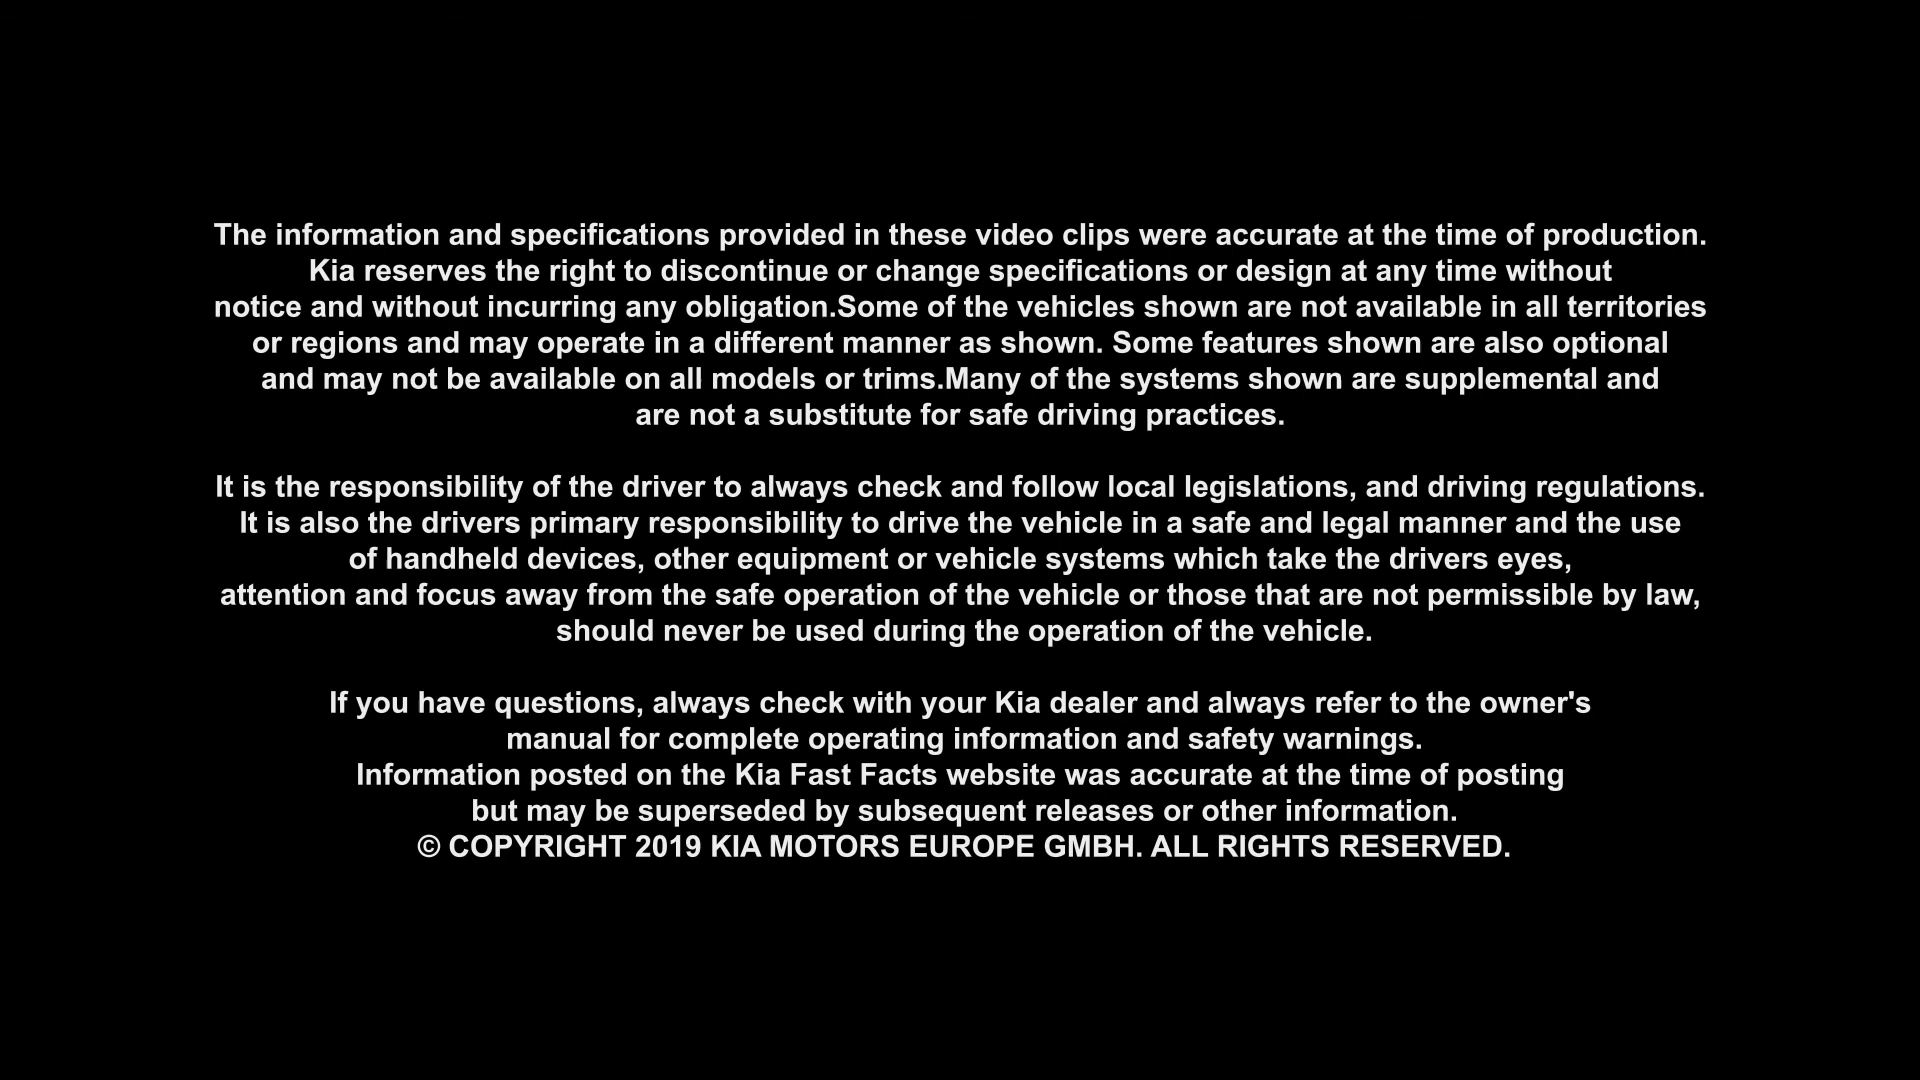 The information and specifications provided in these video clips were accurate at the time of production.
Kia reserves the right to discontinue or change specifications or design at any time without
notice and without incurring any obligation.Some of the vehicles shown are not available in all territories
or regions and may operate in a different manner as shown. Some features shown are also optional
and may not be available on all models or trims.Many of the systems shown are supplemental and
are not a substitute for safe driving practices.
It is the responsibility of the driver to always check and follow local legislations, and driving regulations.
It is also the drivers primary responsibility to drive the vehicle in a safe and legal manner and the use
of handheld devices, other equipment or vehicle systems which take the drivers eyes,
attention and focus away from the safe operation of the vehicle or those that are not permissible by law,
should never be used during the operation of the vehicle.
If you have questions, always check with your Kia dealer and always refer to the owner's
manual for complete operating information and safety warnings.
Information posted on the Kia Fast Facts website was accurate at the time of posting
but may be superseded by subsequent releases or other information.
© COPYRIGHT 2019 KIA MOTORS EUROPE GMBH. ALL RIGHTS RESERVED.